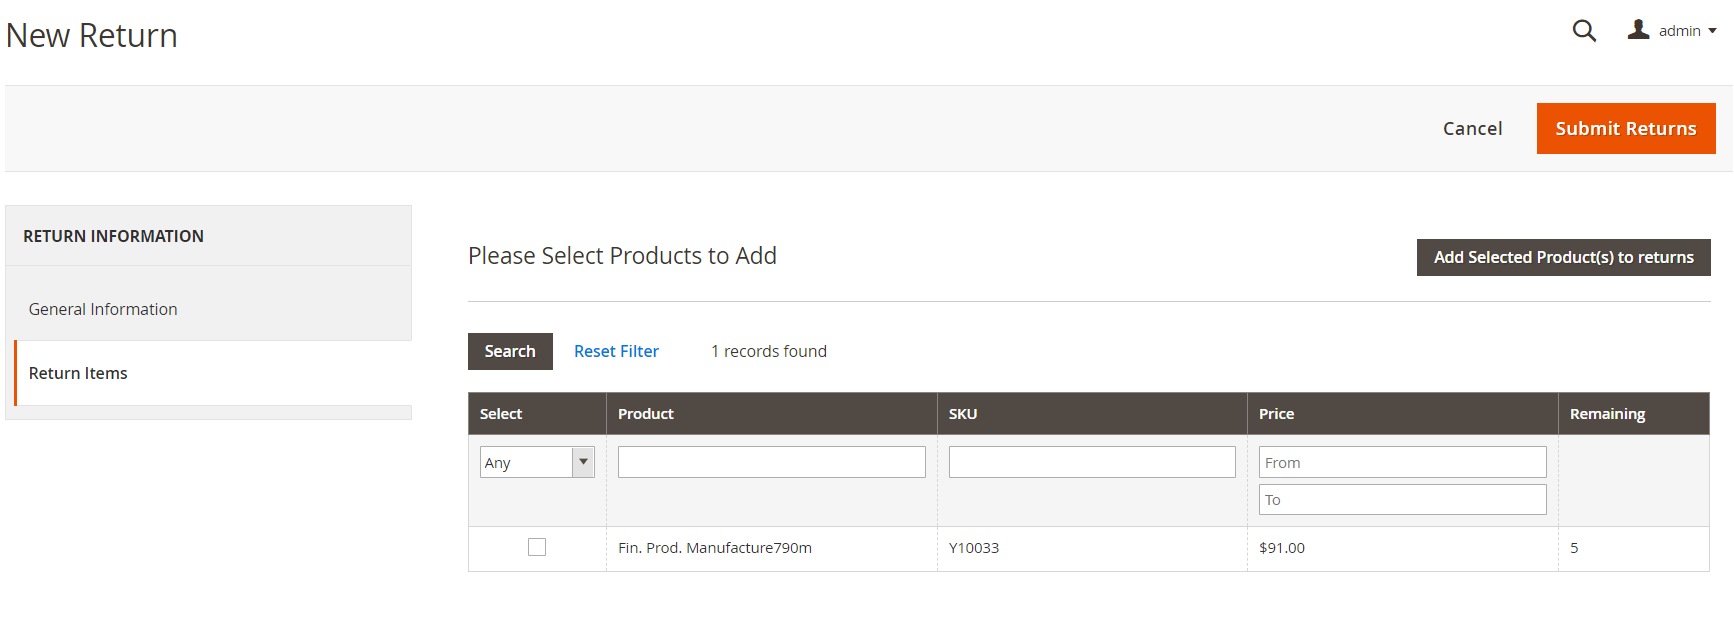 New Return
admin
Cancel
Submit Returns
RETURN INFORMATION
General Information
Return Items
Please Select Products to Add
Add Selected Product(s) to returns
Search Reset Filter 1 records found
Select Product SKU Price Remaining
Any From
To
Fin. Prod. Manufacture790m Y10033 $91.00 5